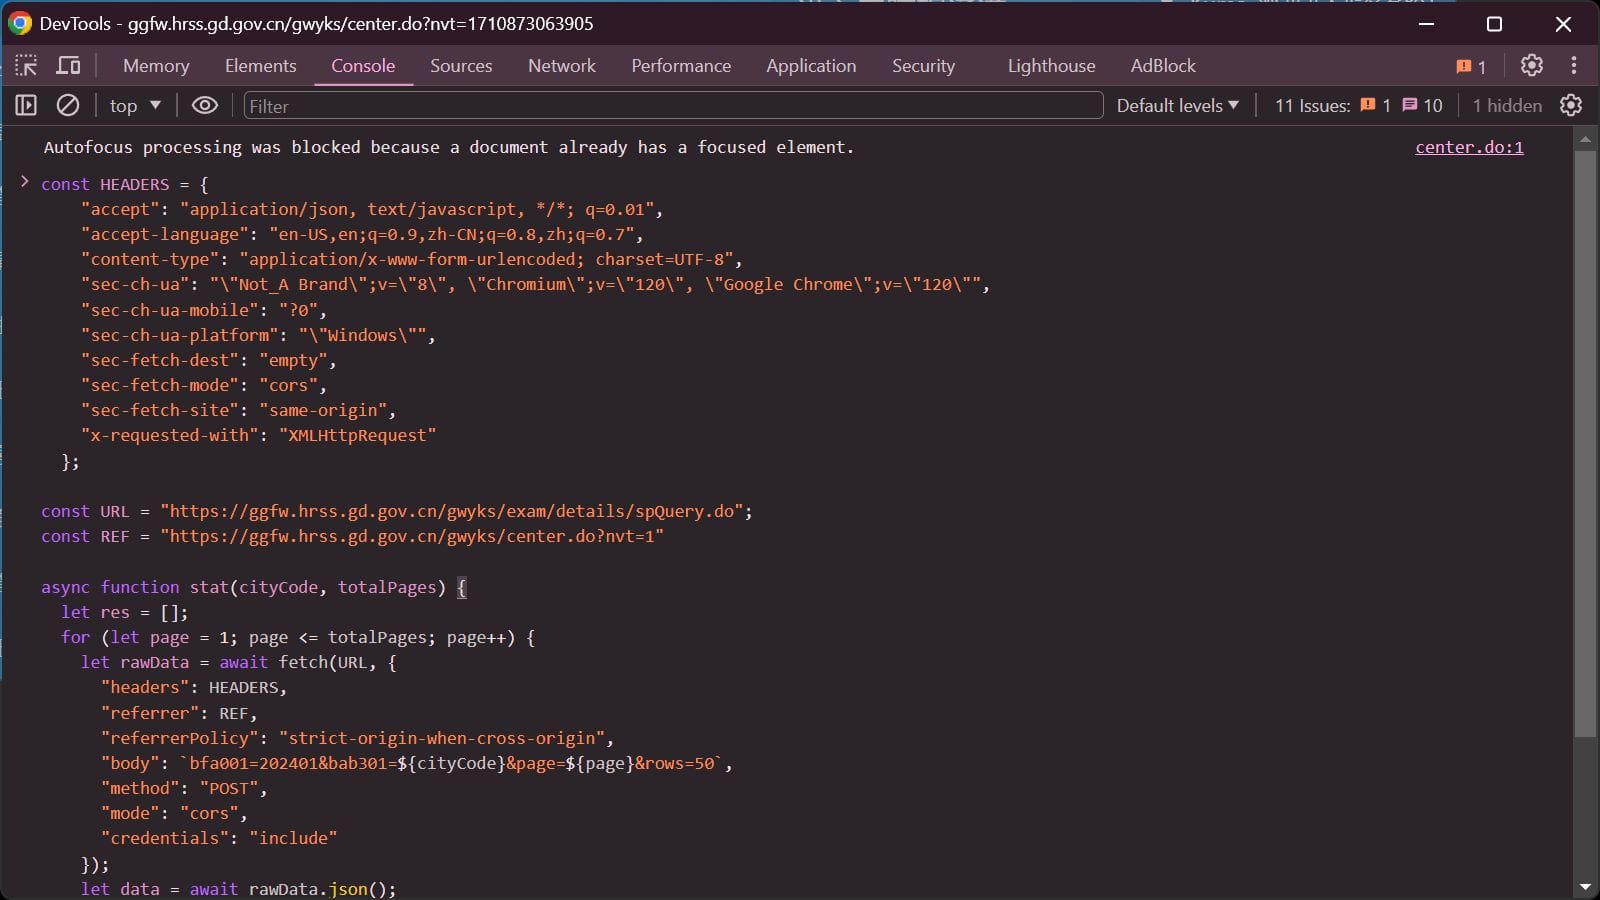 DevTools - ggfw.hrss.gd.gov.cn/gwyks/center.do?nvt=1710873063905
Memory Elements Console Sources Network Performance Application Security Lighthouse AdBlock 1
top Filter Default levels 11 Issues: 1 10 1 hidden
Autofocus processing was blocked because a document already has a focused element. center.do:1
const HEADERS = {
"accept": "application/json, text/javascript, */*; q=0.01",
"accept-language": "en-US,en;q=0.9,zh-CN;q=0.8,zh;q=0.7",
"content-type": "application/x-www-form-urlencoded; charset=UTF-8",
"sec-ch-ua": "\"Not_A Brand\";v=\"8\", \"Chromium\";v=\"120\", \"Google Chrome\";v=\"120\"",
"sec-ch-ua-mobile": "?0",
"sec-ch-ua-platform": "\"Windows\"",
"sec-fetch-dest": "empty",
"sec-fetch-mode": "cors",
"sec-fetch-site": "same-origin",
"x-requested-with": "XMLHttpRequest"
};
const URL = "https://ggfw.hrss.gd.gov.cn/gwyks/exam/details/spQuery.do";
const REF = "https://ggfw.hrss.gd.gov.cn/gwyks/center.do?nvt=1"
async function stat(cityCode, totalPages) {
let res = [];
for (let page = 1; page <= totalPages; page++) {
let rawData = await fetch(URL, {
"headers": HEADERS,
"referrer": REF,
"referrerPolicy": "strict-origin-when-cross-origin",
"body": `bfa001=202401&bab301=${cityCode}&page=${page}&rows=50`,
"method": "POST",
"mode": "cors",
"credentials": "include"
});
let data = await rawData.json();